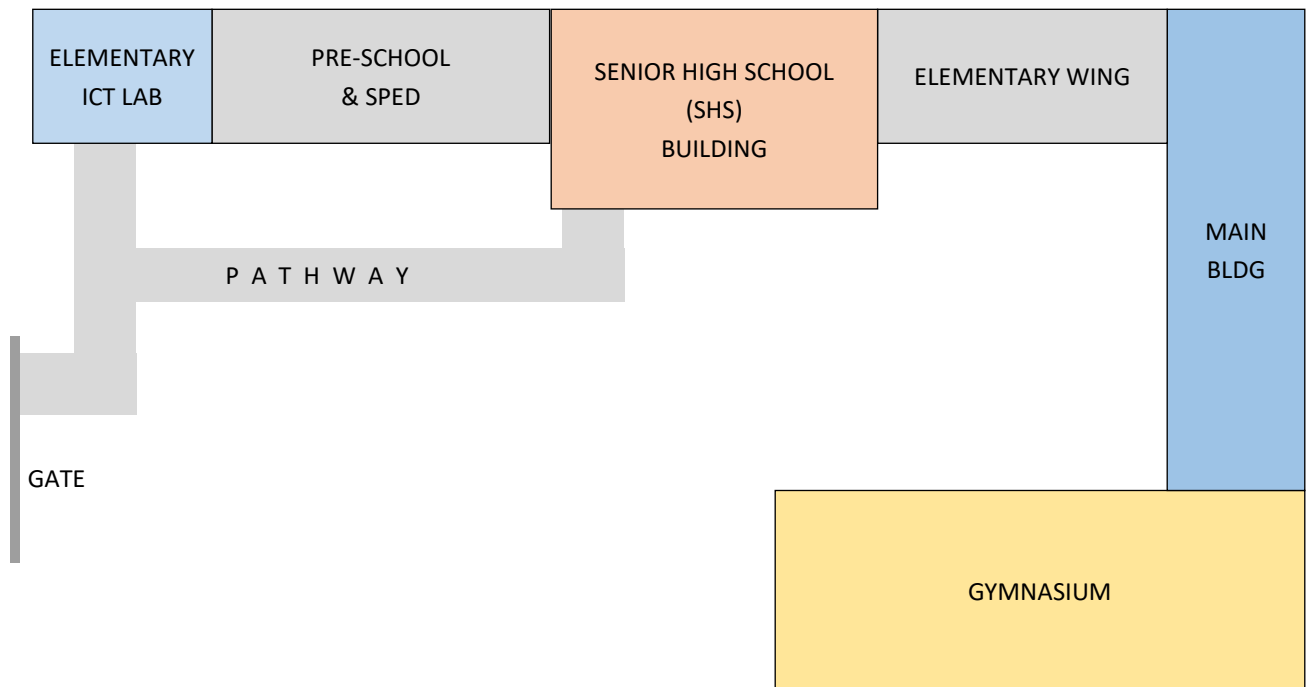 ELEMENTARY
ICT LAB
PRE-SCHOOL
& SPED
SENIOR HIGH SCHOOL
(SHS)
BUILDING
ELEMENTARY WING
MAIN
BLDG
P A T H W A Y
GATE
GYMNASIUM